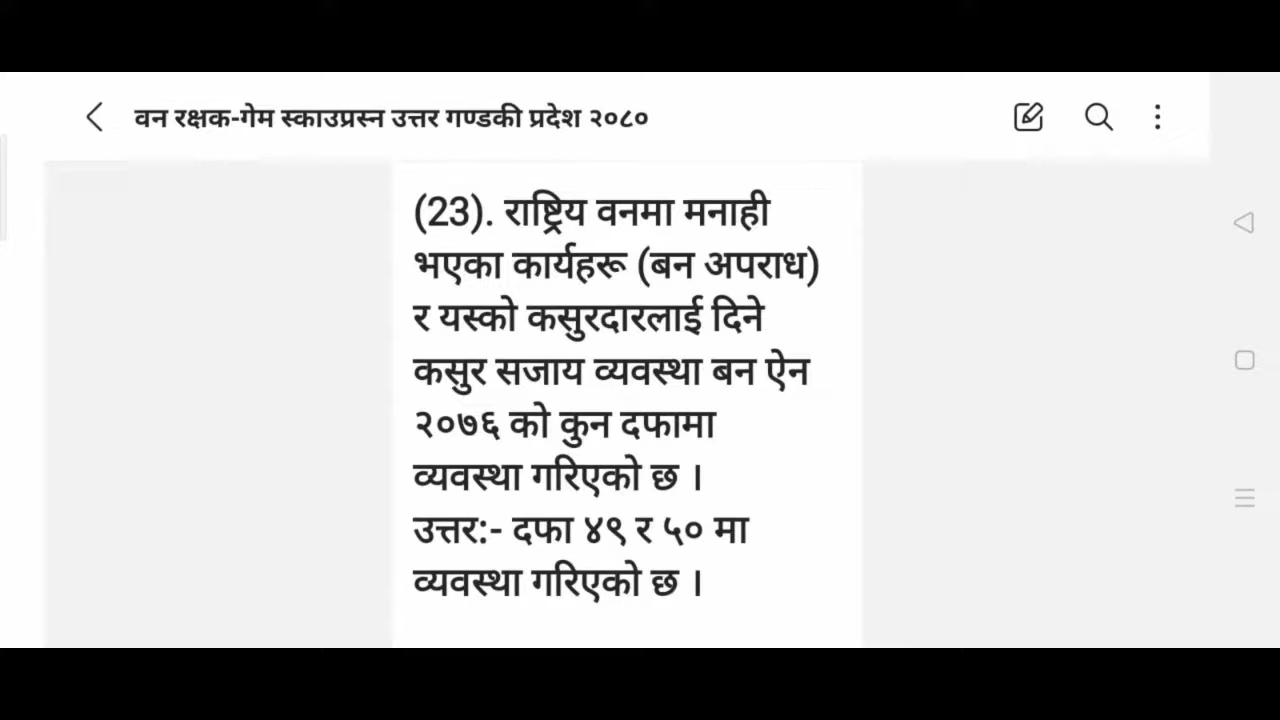 वन रक्षक-गेम स्काउप्रस्न उत्तर गण्डकी प्रदेश २०८०
(23). राष्ट्रिय वनमा मनाही
भएका कार्यहरू (बन अपराध)
र यस्को कसुरदारलाई दिने
कसुर सजाय व्यवस्था बन ऐन
२०७६ को कुन दफामा
व्यवस्था गरिएको छ ।
उत्तर:- दफा ४९ र ५० मा
व्यवस्था गरिएको छ ।